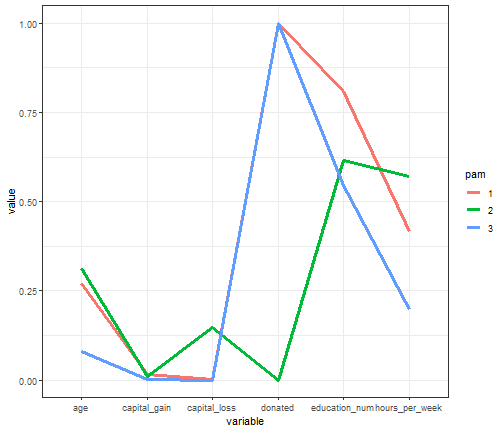 1.00
0.75
0.50
0.25
0.00
value
age capital_gain capital_loss donated education_num hours_per_week
variable
pam
1
2
3